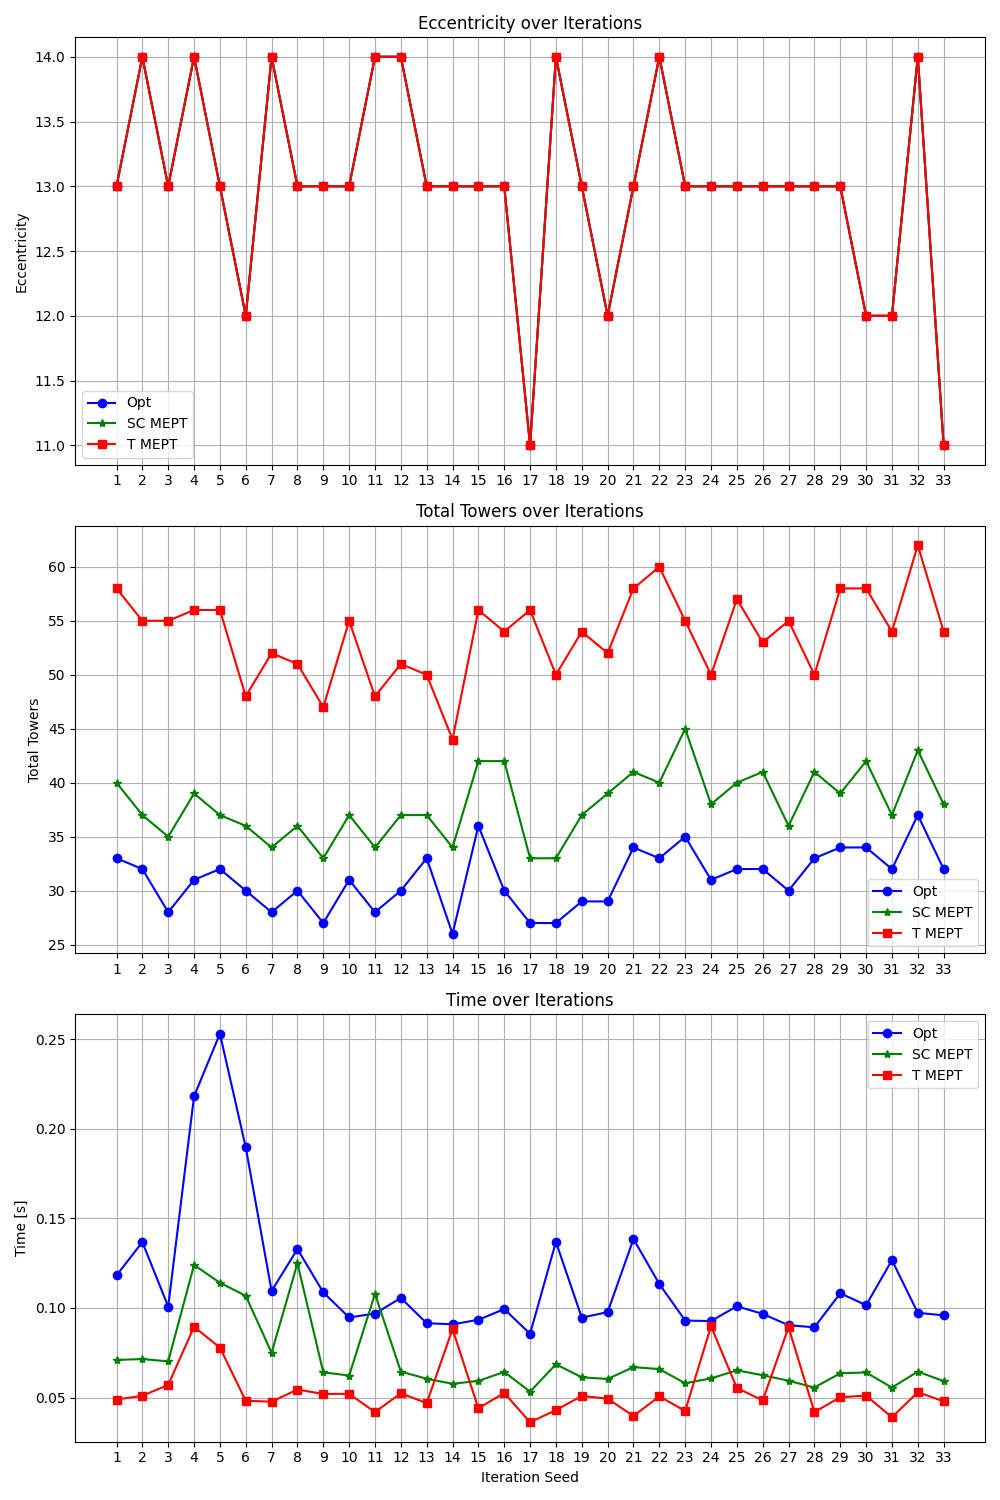 Eccentricity over Iterations
14.0
13.5
13.0
12.5
12.0
11.5
11.0
Eccentricity
Opt
SC MEPT
T MEPT
1 2 3 4 5 6 7 8 9 10 11 12 13 14 15 16 17 18 19 20 21 22 23 24 25 26 27 28 29 30 31 32 33
Total Towers over Iterations
60
55
50
45
40
35
30
25
Total Towers
Opt
SC MEPT
T MEPT
1 2 3 4 5 6 7 8 9 10 11 12 13 14 15 16 17 18 19 20 21 22 23 24 25 26 27 28 29 30 31 32 33
Time over Iterations
0.25
0.20
0.15
0.10
0.05
Time [s]
Opt
SC MEPT
T MEPT
1 2 3 4 5 6 7 8 9 10 11 12 13 14 15 16 17 18 19 20 21 22 23 24 25 26 27 28 29 30 31 32 33
Iteration Seed